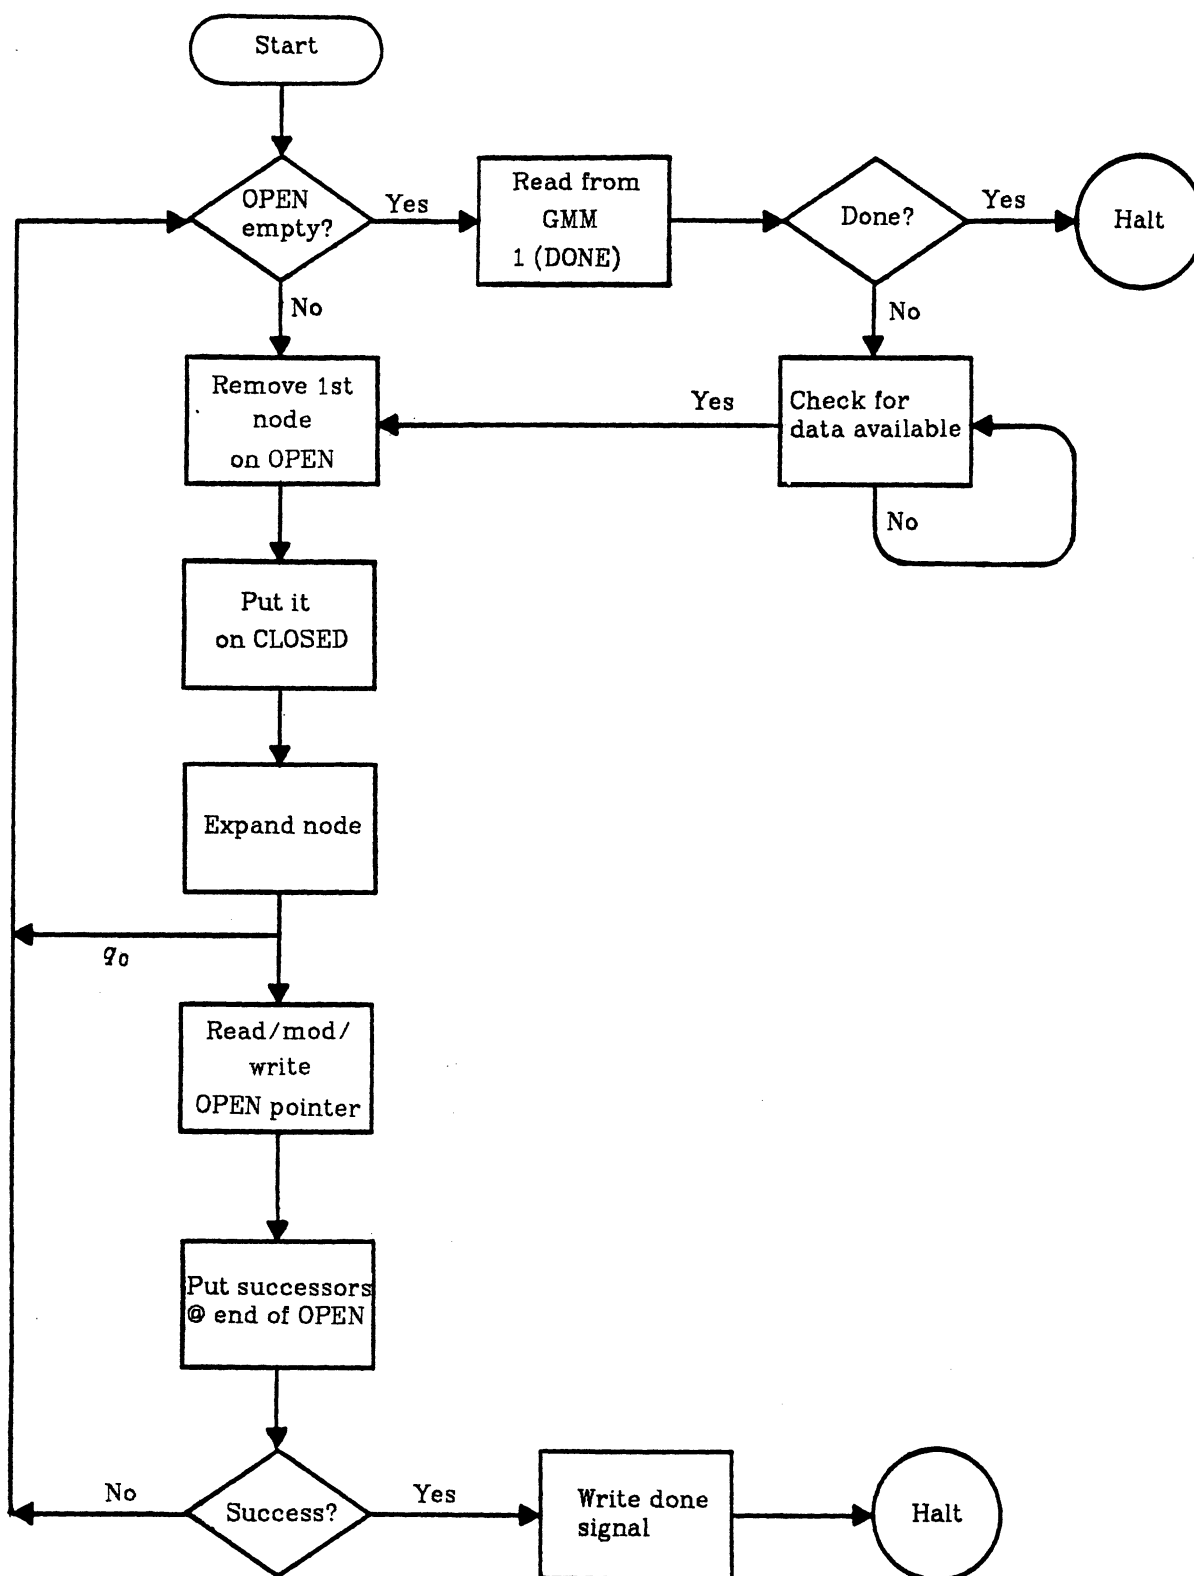 Start
OPEN
empty?
Yes
Read from
GMM
1 (DONE)
Done?
Yes
Halt
No
No
Remove 1st
node
on OPEN
Yes
Check for
data available
No
Put it
on CLOSED
Expand node
q0
Read/mod/
write
OPEN pointer
Put successors
@ end of OPEN
No
Success?
Yes
Write done
signal
Halt